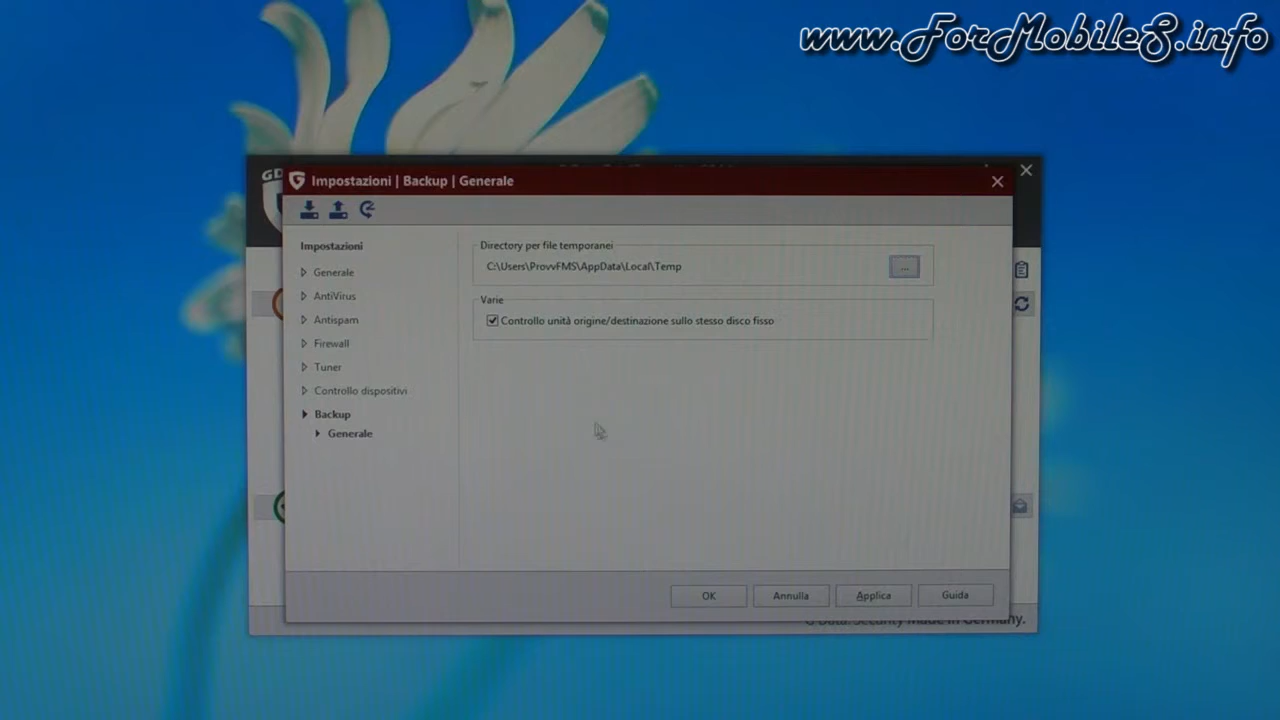 www.ForMobileS.info
GD
Impostazioni | Backup | Generale
Impostazioni
Generale
AntiVirus
Antispam
Firewall
Tuner
Controllo dispositivi
Backup
Generale
Directory per file temporanei
C:\Users\ProvvFMS\AppData\Local\Temp
...
Varie
Controllo unità origine/destinazione sullo stesso disco fisso
OK
Annulla
Applica
Guida
G Data. Security Made in Germany.